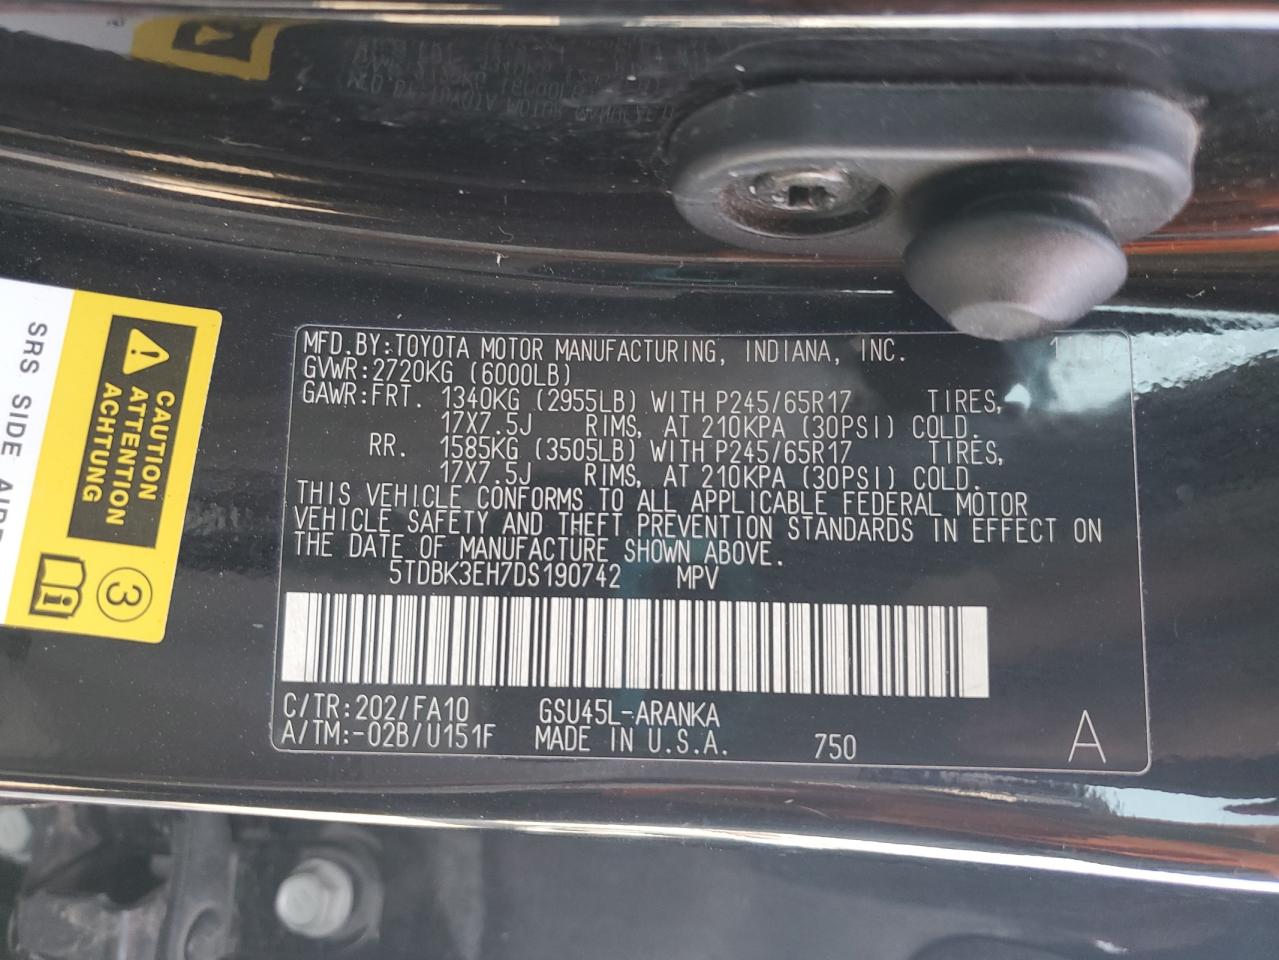 MFD.BY:TOYOTA MOTOR MANUFACTURING, INDIANA, INC.
GVWR:2720KG (6000LB)
GAWR:FRT. 1340KG (2955LB) WITH P245/65R17 TIRES,
17X7.5J RIMS, AT 210KPA (30PSI) COLD.
RR. 1585KG (3505LB) WITH P245/65R17 TIRES,
17X7.5J RIMS, AT 210KPA (30PSI) COLD.
THIS VEHICLE CONFORMS TO ALL APPLICABLE FEDERAL MOTOR
VEHICLE SAFETY AND THEFT PREVENTION STANDARDS IN EFFECT ON
THE DATE OF MANUFACTURE SHOWN ABOVE.
5TDBK3EH7DS190742 MPV
C/TR:202/FA10 GSU45L-ARANKA
A/TM:-02B/U151F MADE IN U.S.A. 750 A
CAUTION
ATTENTION
ACHTUNG
3
SRS SIDE